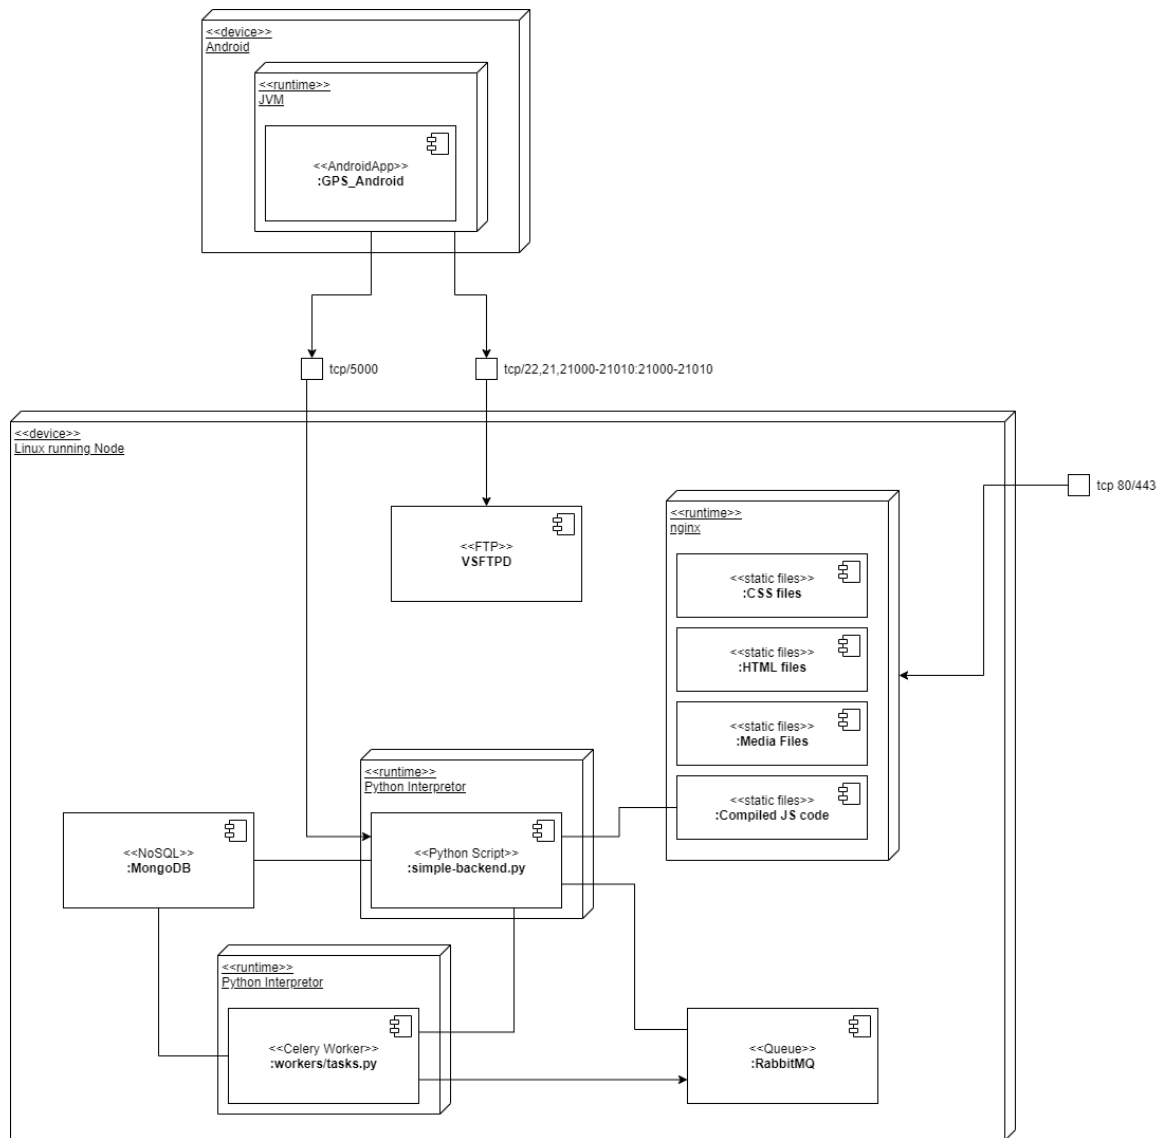 <<device>>
Android
<<runtime>>
JVM
<<AndroidApp>>
:GPS_Android
tcp/5000
tcp/22,21,21000-21010:21000-21010
<<device>>
Linux running Node
tcp 80/443
<<FTP>>
VSFTPD
<<runtime>>
nginx
<<static files>>
:CSS files
<<static files>>
:HTML files
<<static files>>
:Media Files
<<static files>>
:Compiled JS code
<<runtime>>
Python Interpretor
<<Python Script>>
:simple-backend.py
<<NoSQL>>
:MongoDB
<<runtime>>
Python Interpretor
<<Celery Worker>>
:workers/tasks.py
<<Queue>>
:RabbitMQ